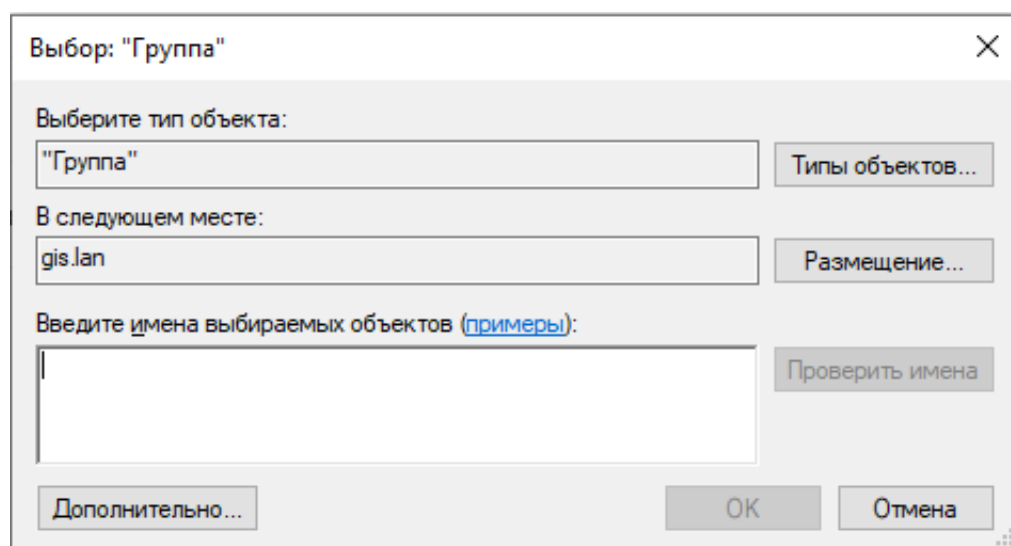 Выбор: "Группа"
Выберите тип объекта:
"Группа"
Типы объектов...
В следующем месте:
gis.lan
Размещение...
Введите имена выбираемых объектов (примеры):
Проверить имена
Дополнительно...
OK
Отмена